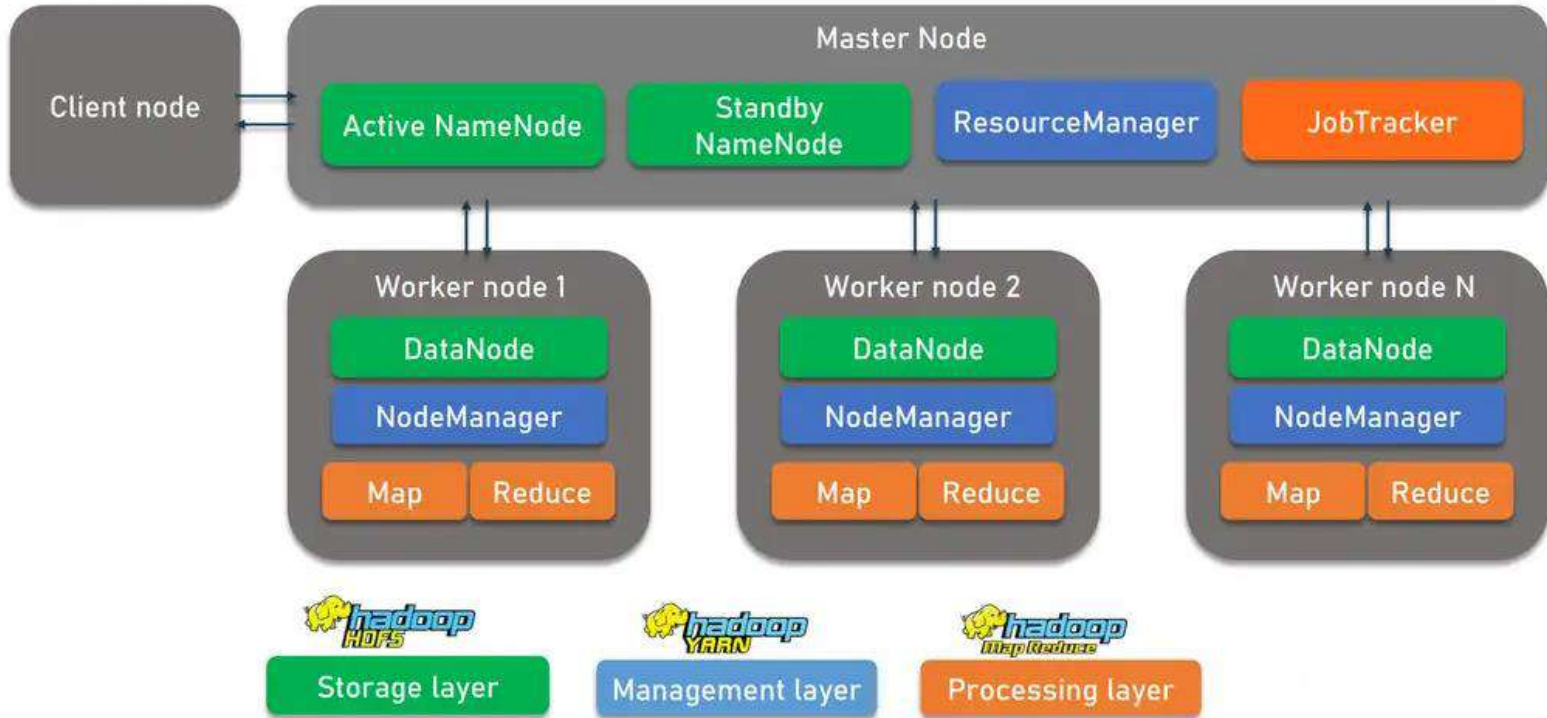 Master Node
Client node
Active NameNode
Standby
NameNode
ResourceManager
JobTracker
Worker node 1
DataNode
NodeManager
Map
Reduce
Worker node 2
DataNode
NodeManager
Map
Reduce
Worker node N
DataNode
NodeManager
Map
Reduce
hadoop
HDFS
Storage layer
hadoop
YARN
Management layer
hadoop
Map Reduce
Processing layer